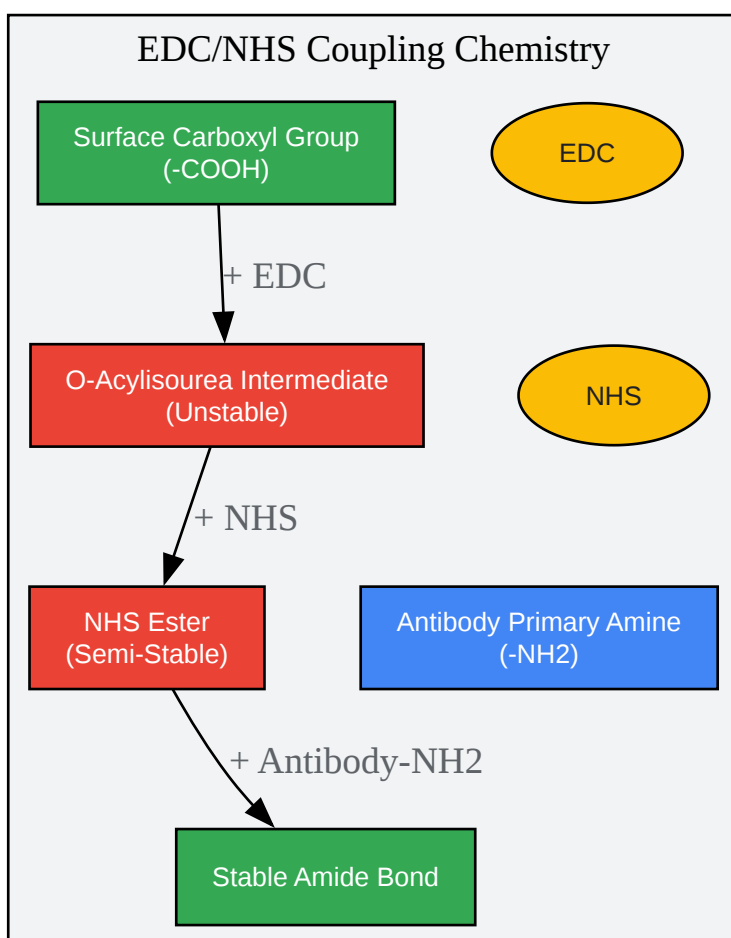 EDC/NHS Coupling Chemistry
Surface Carboxyl Group
(-COOH)
EDC
+ EDC
O-Acylisourea Intermediate
(Unstable)
NHS
+ NHS
NHS Ester
(Semi-Stable)
Antibody Primary Amine
(-NH2)
+ Antibody-NH2
Stable Amide Bond